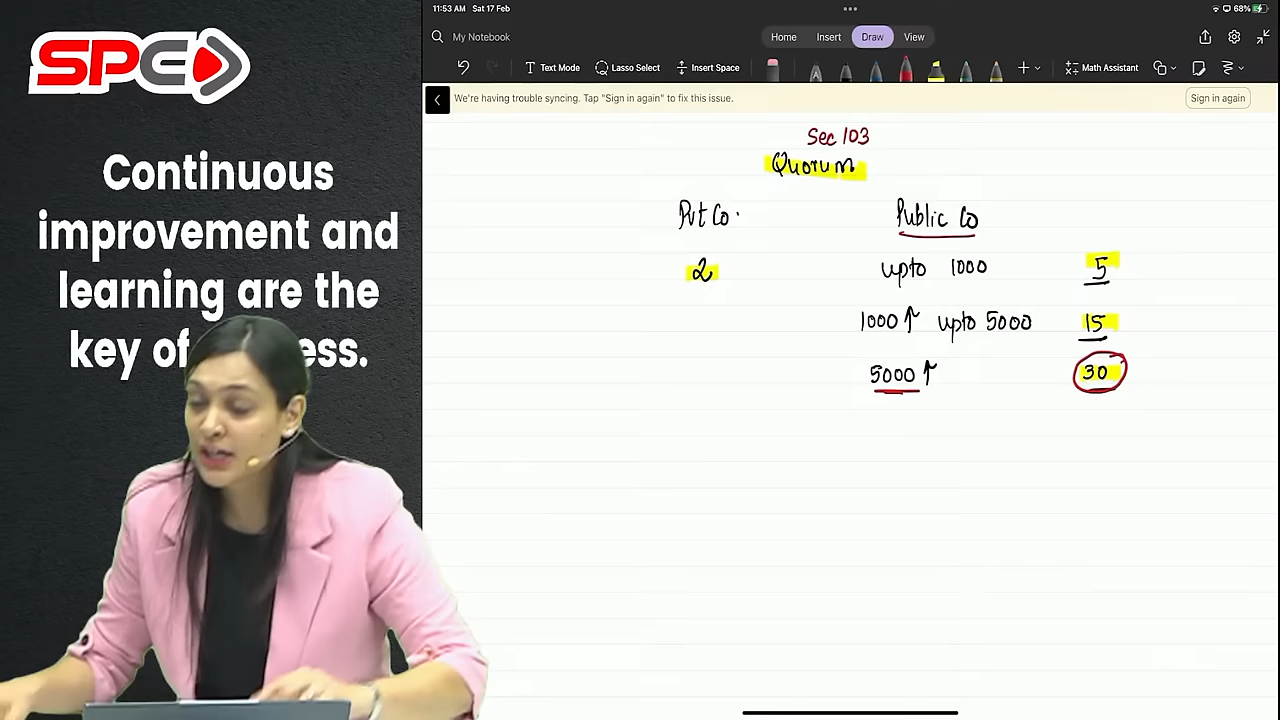 SPC
Continuous
improvement and
learning are the
key of
ess.
11:53 AM Sat 17 Feb
68%
My Notebook
Home Insert Draw View
Text Mode Lasso Select Insert Space Math Assistant
We're having trouble syncing. Tap "Sign in again" to fix this issue. Sign in again
Sec 103
Quorum
Pvt Co. Public Co
2 upto 1000 5
1000↑ upto 5000 15
5000↑ 30